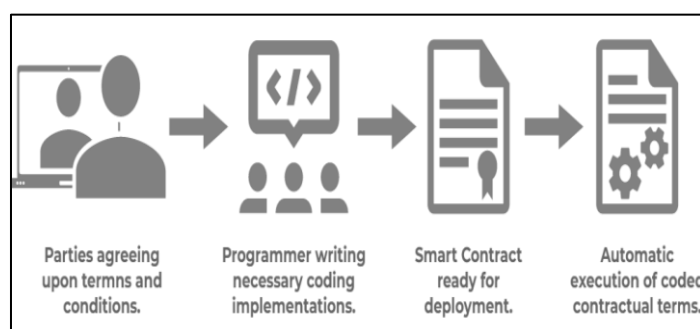 </>
Parties agreeing
upon termns and
conditions.
Programmer writing
necessary coding
implementations.
Smart Contract
ready for
deployment.
Automatic
execution of coded
contractual terms.